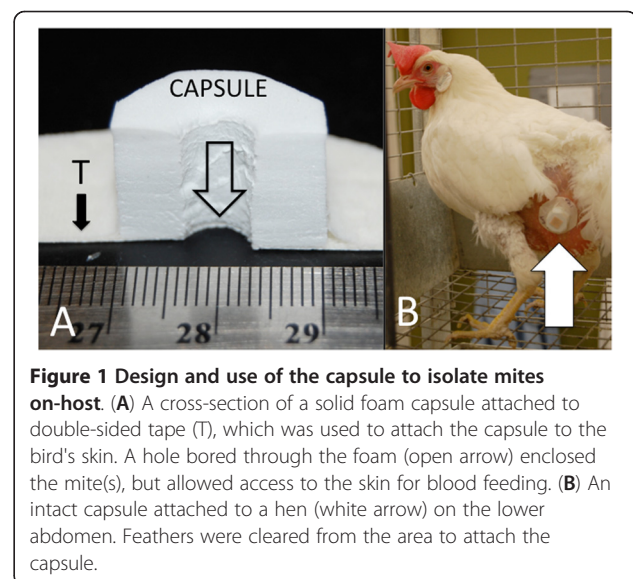 CAPSULE
T
A
27 28 29
B
Figure 1 Design and use of the capsule to isolate mites
on-host. (A) A cross-section of a solid foam capsule attached to
double-sided tape (T), which was used to attach the capsule to the
bird's skin. A hole bored through the foam (open arrow) enclosed
the mite(s), but allowed access to the skin for blood feeding. (B) An
intact capsule attached to a hen (white arrow) on the lower
abdomen. Feathers were cleared from the area to attach the
capsule.